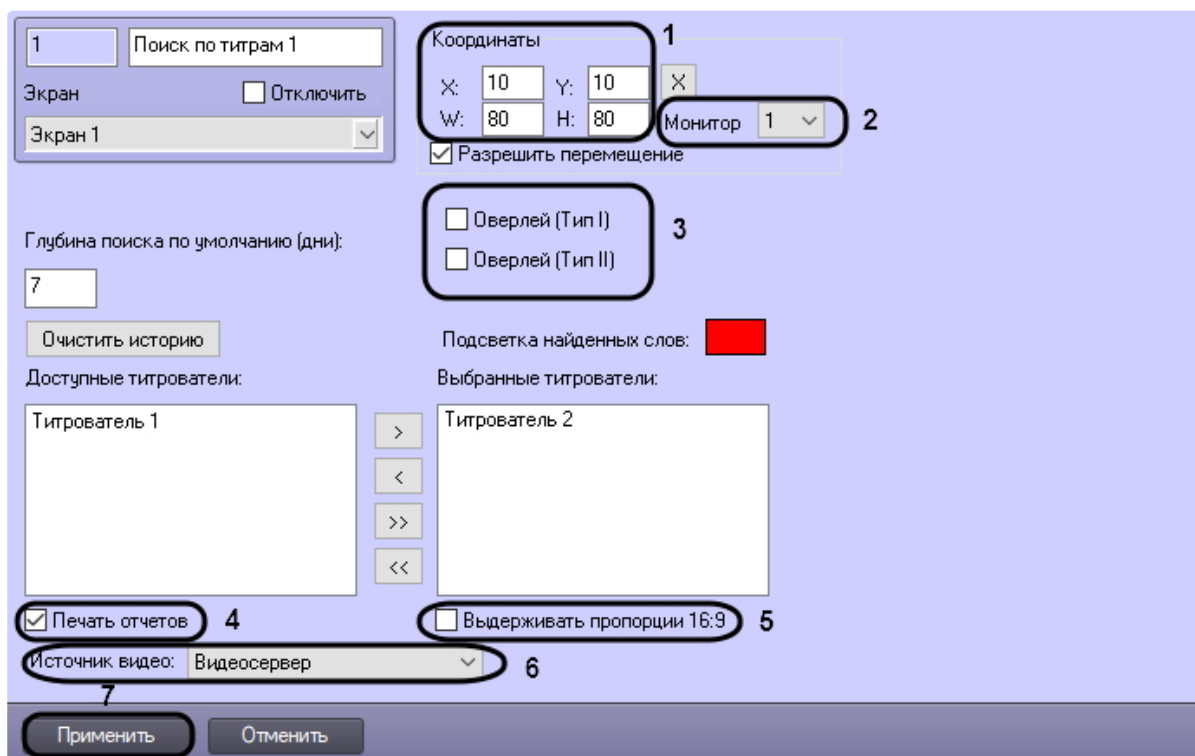 1 Поиск по титрам 1
Экран Отключить
Экран 1
Координаты 1
X: 10 Y: 10 X
W: 80 H: 80 Монитор 1 2
Разрешить перемещение
Оверлей (Тип I)
Оверлей (Тип II)
3
Глубина поиска по умолчанию (дни):
7
Очистить историю Подсветка найденных слов:
Доступные титрователи: Выбранные титрователи:
Титрователь 1 > Титрователь 2
<
>>
<<
Печать отчетов 4 Выдерживать пропорции 16:9 5
Источник видео: Видеосервер 6
7
Применить Отменить